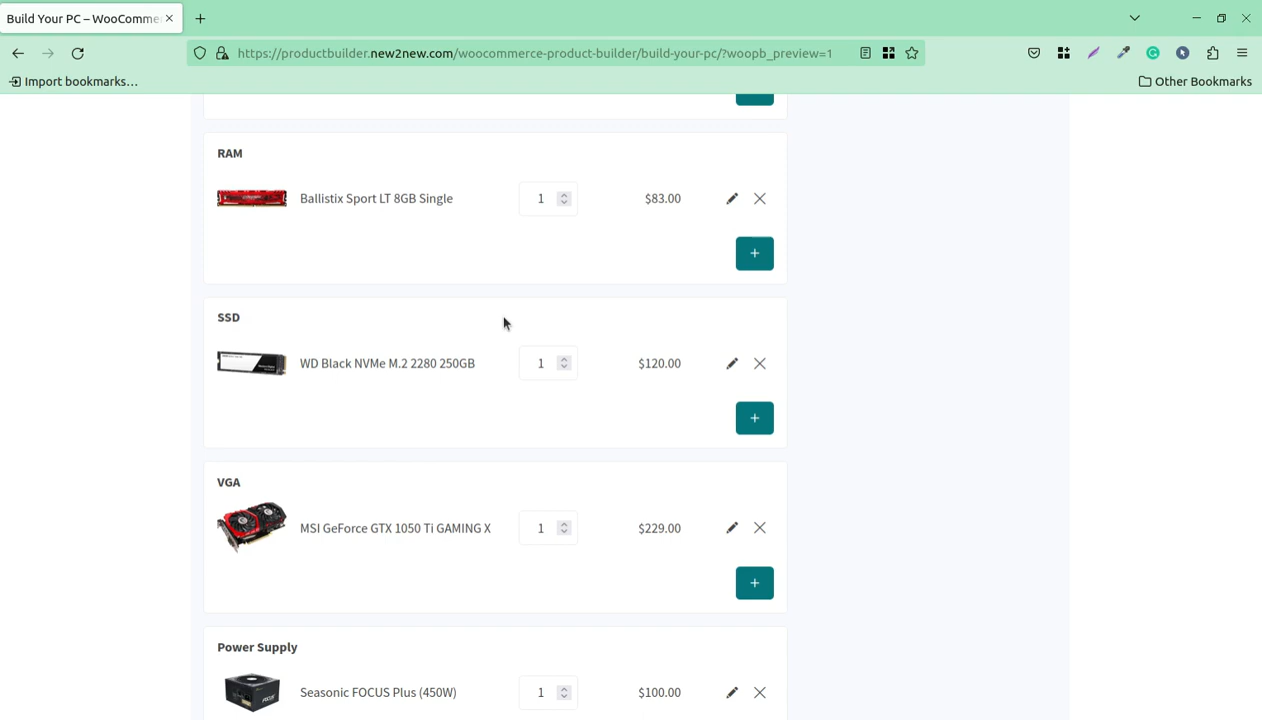 Build Your PC – WooComme
https://productbuilder.new2new.com/woocommerce-product-builder/build-your-pc/?woopb_preview=1
Import bookmarks…
Other Bookmarks
RAM
Ballistix Sport LT 8GB Single
1
$83.00
+
SSD
WD Black NVMe M.2 2280 250GB
1
$120.00
+
VGA
MSI GeForce GTX 1050 Ti GAMING X
1
$229.00
+
Power Supply
Seasonic FOCUS Plus (450W)
1
$100.00